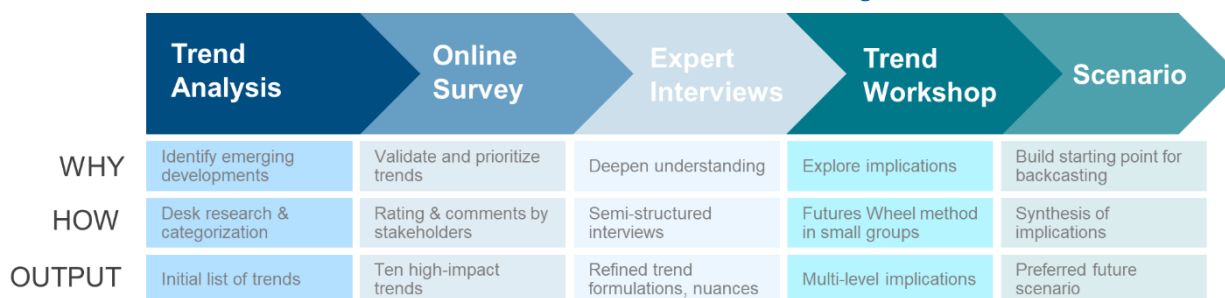 Trend
Analysis
Online
Survey
Expert
Interviews
Trend
Workshop
Scenario
WHY
Identify emerging
developments
Validate and prioritize
trends
Deepen understanding
Explore implications
Build starting point for
backcasting
HOW
Desk research &
categorization
Rating & comments by
stakeholders
Semi-structured
interviews
Futures Wheel method
in small groups
Synthesis of
implications
OUTPUT
Initial list of trends
Ten high-impact
trends
Refined trend
formulations, nuances
Multi-level implications
Preferred future
scenario